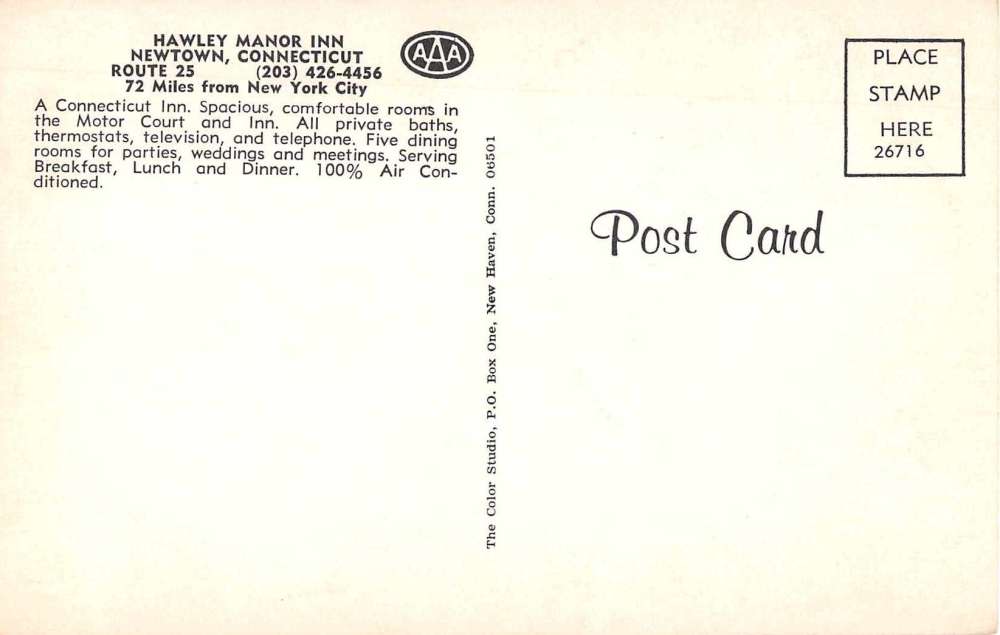 HAWLEY MANOR INN
NEWTOWN, CONNECTICUT
ROUTE 25 (203) 426-4456
72 Miles from New York City
AAA
A Connecticut Inn. Spacious, comfortable rooms in
the Motor Court and Inn. All private baths,
thermostats, television, and telephone. Five dining
rooms for parties, weddings and meetings. Serving
Breakfast, Lunch and Dinner. 100% Air Con-
ditioned.
The Color Studio, P.O. Box One, New Haven, Conn. 06501
PLACE
STAMP
HERE
26716
Post Card